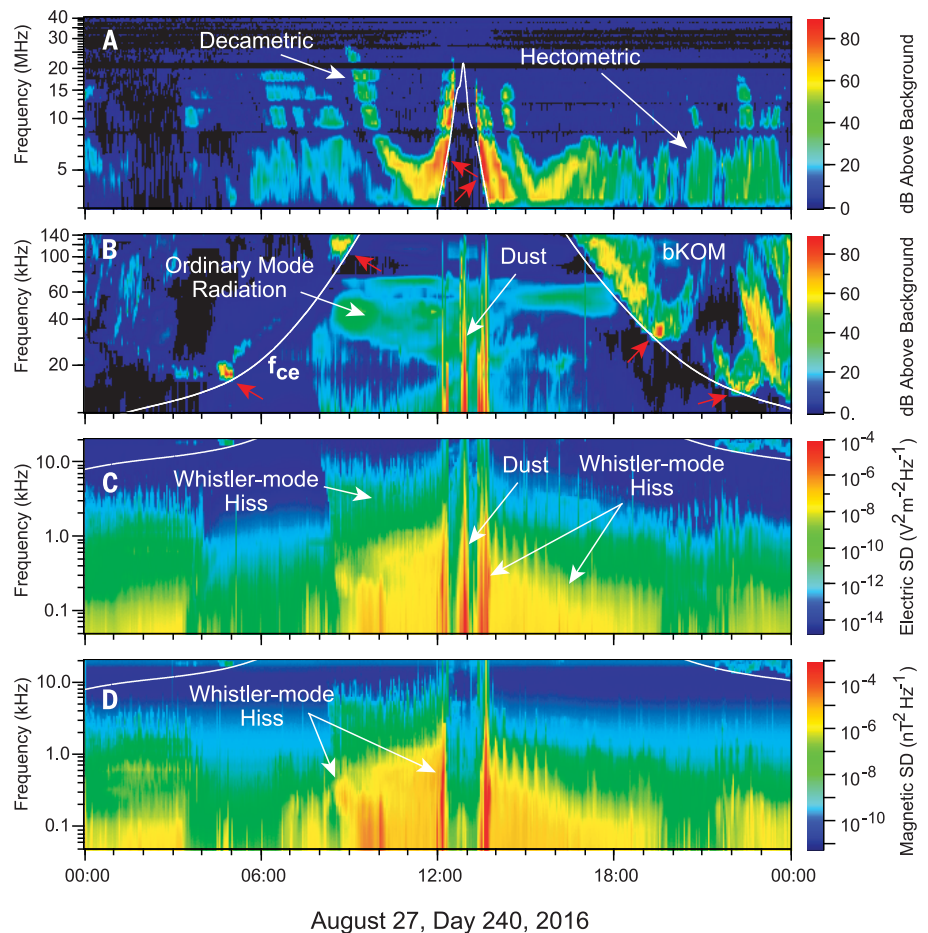 A
Decametric
Hectometric
Frequency (MHz)
40
30
20
15
10
5
dB Above Background
80
60
40
20
0
B
Ordinary Mode
Radiation
fce
Dust
bKOM
Frequency (kHz)
140
100
60
40
20
dB Above Background
80
60
40
20
0.
C
Whistler-mode
Hiss
Dust
Whistler-mode
Hiss
Frequency (kHz)
10.0
1.0
0.1
Electric SD (V²m⁻²Hz⁻¹)
10⁻⁴
10⁻⁶
10⁻⁸
10⁻¹⁰
10⁻¹²
10⁻¹⁴
D
Whistler-mode
Hiss
Frequency (kHz)
10.0
1.0
0.1
Magnetic SD (nT² Hz⁻¹)
10⁻⁴
10⁻⁶
10⁻⁸
10⁻¹⁰
00:00 06:00 12:00 18:00 00:00
August 27, Day 240, 2016